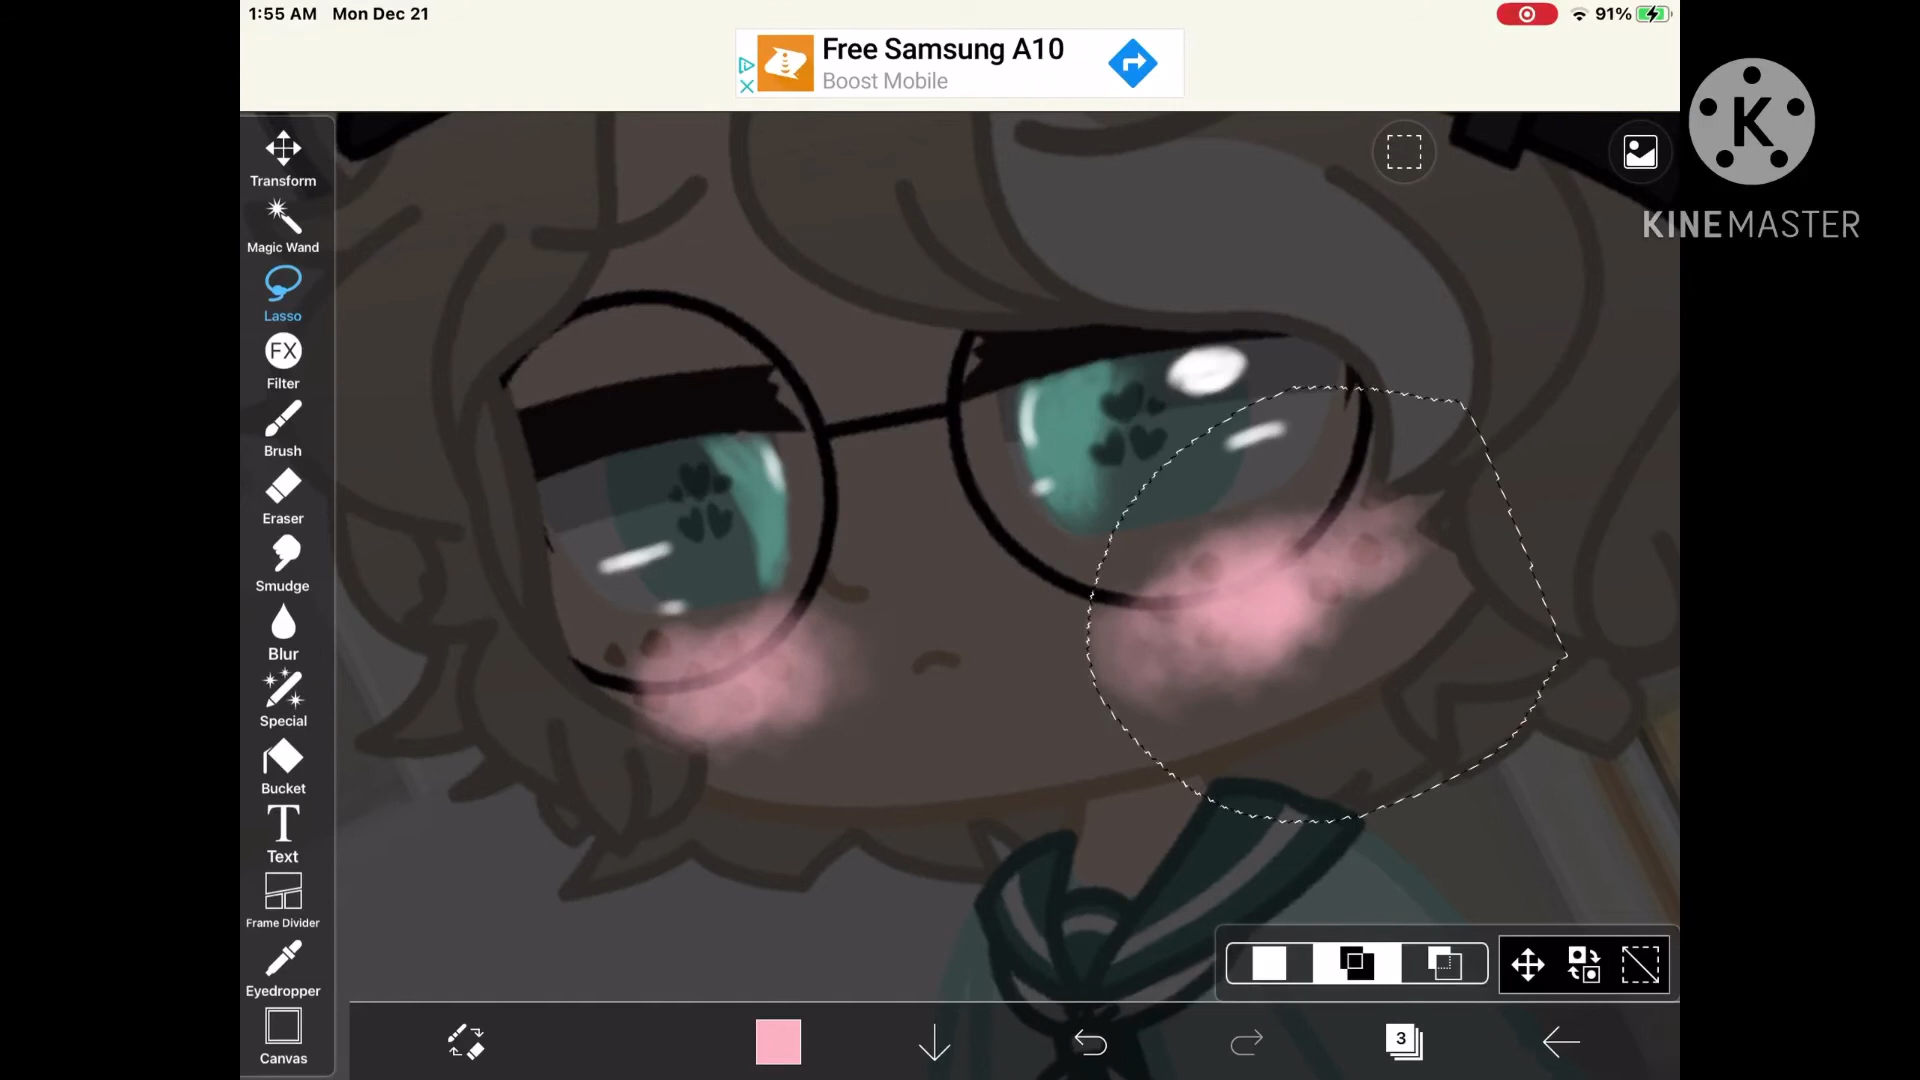 1:55 AM Mon Dec 21
91%
Free Samsung A10
Boost Mobile
K
KINEMASTER
Transform
Magic Wand
Lasso
FX
Filter
Brush
Eraser
Smudge
Blur
Special
Bucket
T
Text
Frame Divider
Eyedropper
Canvas
3